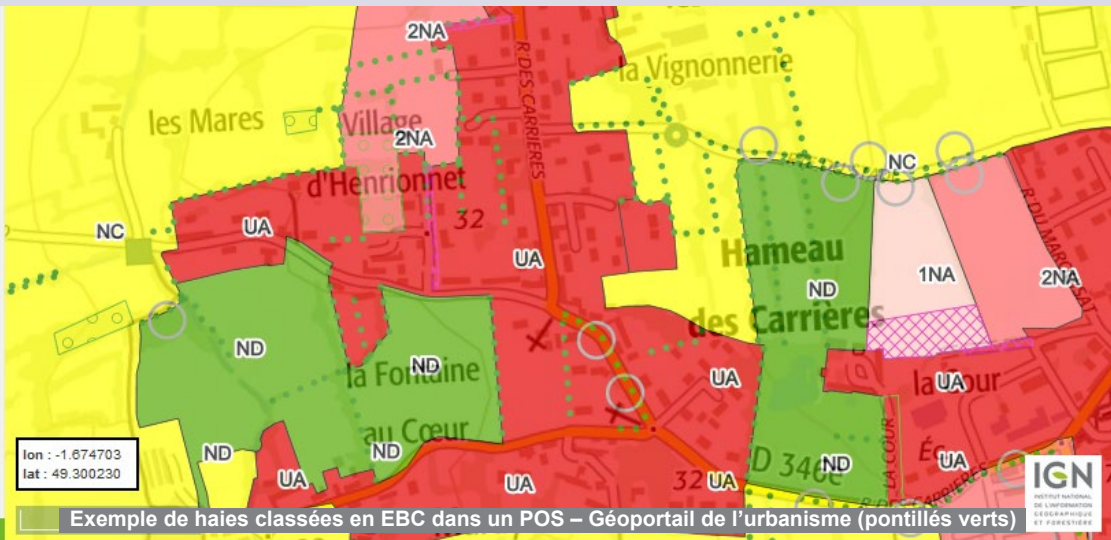 2NA
R DES CARRIERES
la Vignonnerie
les Mares
Village
2NA
NC
d'Henrionnet
32
UA
NC
UA
Hameau
1NA
2NA
ND
des Carrières
ND
ND
la Fontaine
UA
la Cour
UA
au Cœur
lon : -1.674703
lat : 49.300230
ND
ND
UA
UA
32
UA
D 346e
ND
LA COUR
UA
R DES CARRIERES
IGN
INSTITUT NATIONAL
DE L'INFORMATION
GÉOGRAPHIQUE
ET FORESTIÈRE
Exemple de haies classées en EBC dans un POS – Géoportail de l'urbanisme (pontillés verts)